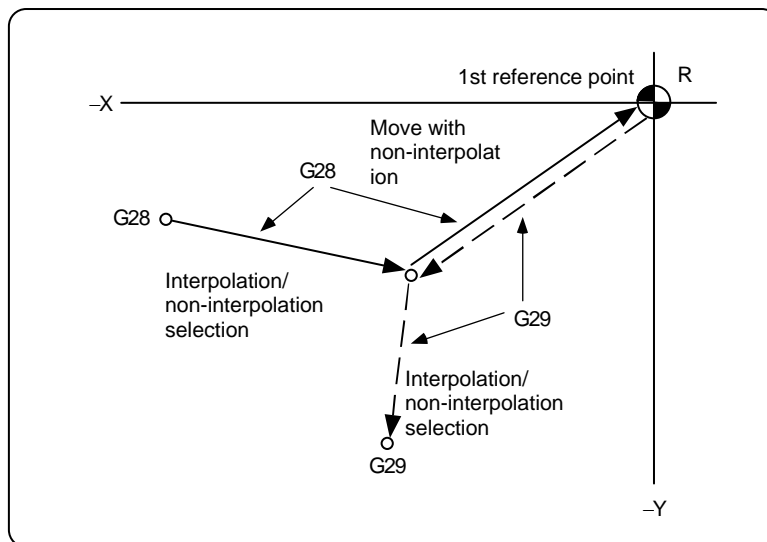 1st reference point
R
–X
Move with
non-interpolat
ion
G28
G28
Interpolation/
non-interpolation
selection
G29
Interpolation/
non-interpolation
selection
G29
–Y